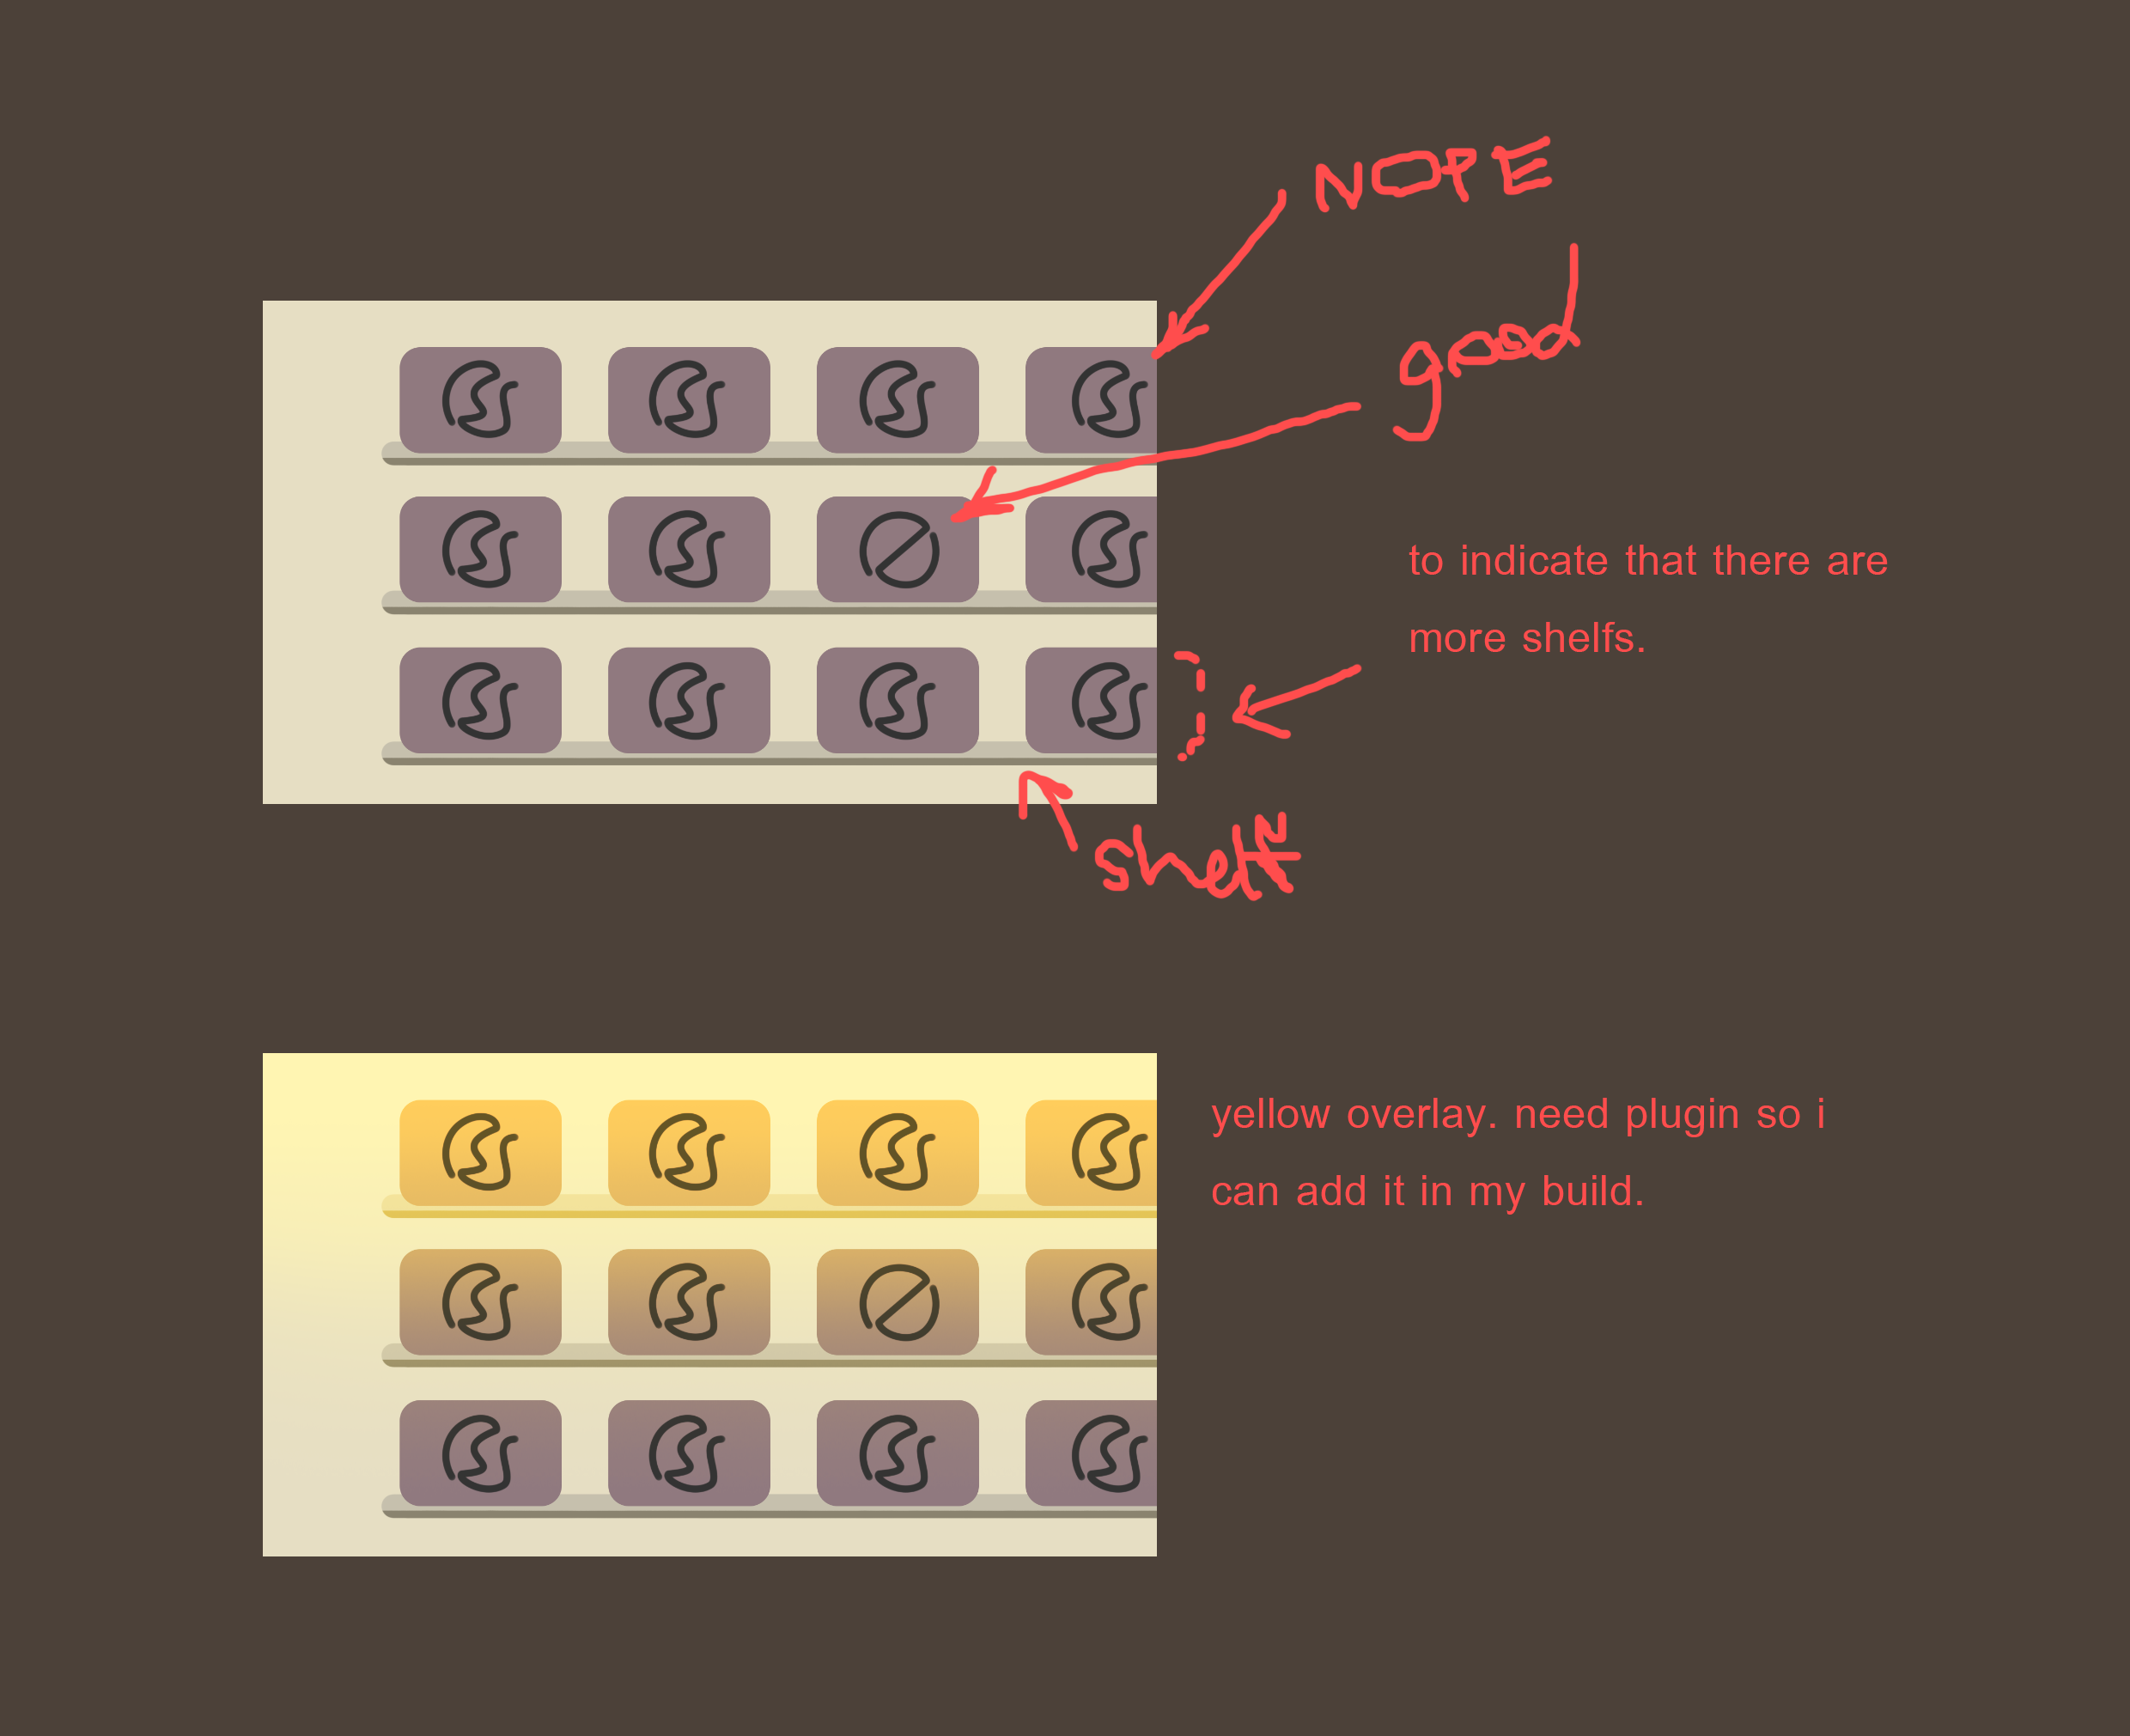 NOPE
good
to indicate that there are
more shelfs.
shelf
yellow overlay. need plugin so i
can add it in my build.